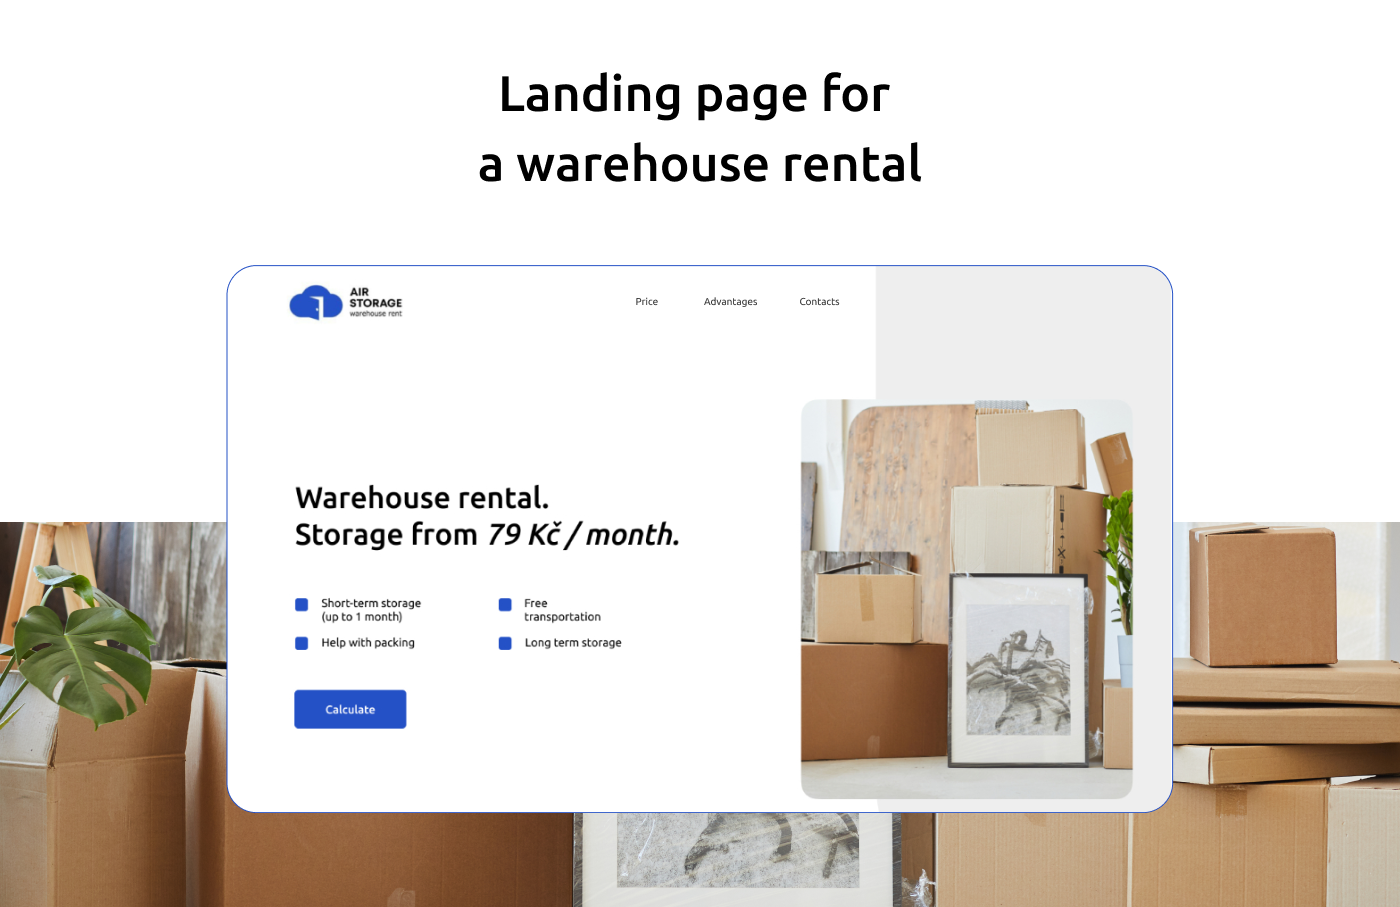 Landing page for
a warehouse rental
AIR
STORAGE
warehouse rent
Price Advantages Contacts
Warehouse rental.
Storage from 79 Kč / month.
Short-term storage
(up to 1 month)
Free
transportation
Help with packing
Long term storage
Calculate